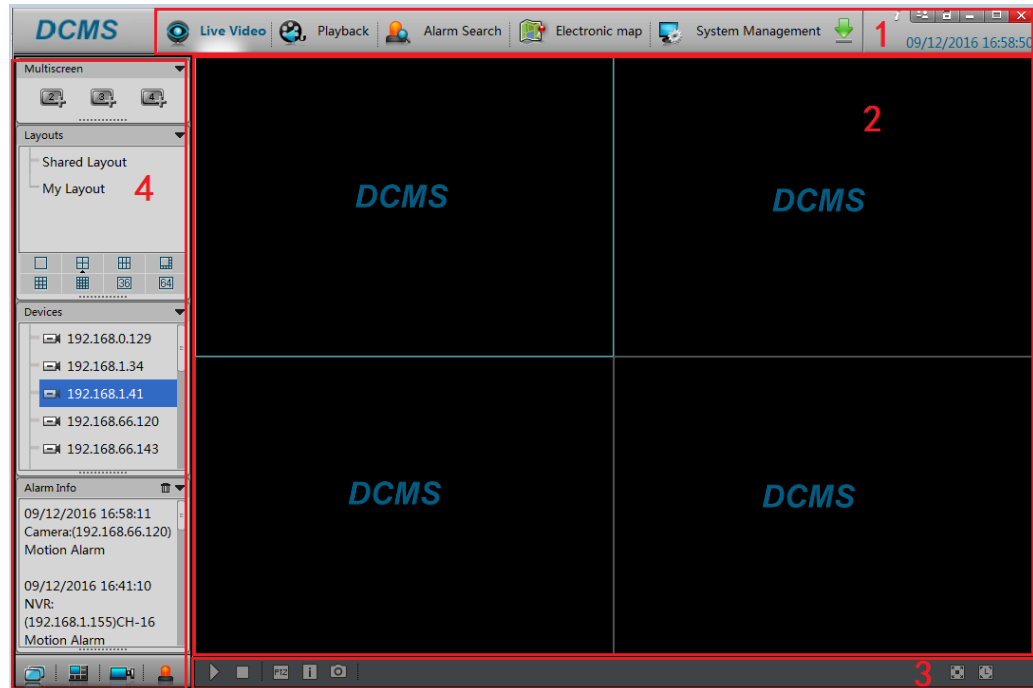 DCMS
Live Video Playback Alarm Search Electronic map System Management 1 09/12/2016 16:58:50
Multiscreen
2 3 4
Layouts
Shared Layout
My Layout
4
36 64
Devices
192.168.0.129
192.168.1.34
192.168.1.41
192.168.66.120
192.168.66.143
Alarm Info
09/12/2016 16:58:11
Camera:(192.168.66.120)
Motion Alarm
09/12/2016 16:41:10
NVR:
(192.168.1.155)CH-16
Motion Alarm
2
DCMS DCMS
DCMS DCMS
PTZ
3